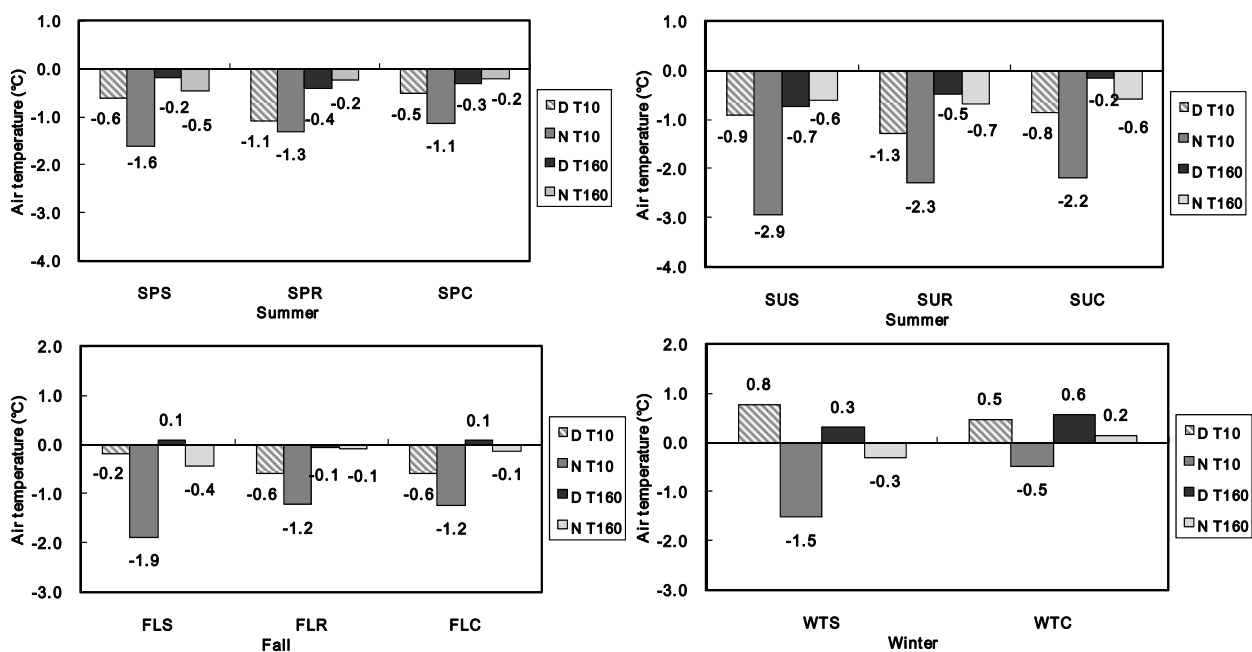 Air temperature (°C)
1.0
0.0
-1.0
-2.0
-3.0
-4.0
-0.6
-1.6
-0.2
-0.5
-1.1
-1.3
-0.4
-0.2
-0.5
-1.1
-0.3
-0.2
SPS
SPR
SPC
Summer
D T10
N T10
D T160
N T160
Air temperature (°C)
1.0
0.0
-1.0
-2.0
-3.0
-4.0
-0.9
-2.9
-0.7
-0.6
-1.3
-2.3
-0.5
-0.7
-0.8
-2.2
-0.2
-0.6
SUS
SUR
SUC
Summer
D T10
N T10
D T160
N T160
Air temperature (°C)
2.0
1.0
0.0
-1.0
-2.0
-3.0
-0.2
-1.9
0.1
-0.4
-0.6
-1.2
-0.1
-0.1
-0.6
-1.2
0.1
-0.1
FLS
FLR
FLC
Fall
D T10
N T10
D T160
N T160
Air temperature (°C)
2.0
1.0
0.0
-1.0
-2.0
-3.0
0.8
-1.5
0.3
-0.3
0.5
-0.5
0.6
0.2
WTS
WTC
Winter
D T10
N T10
D T160
N T160